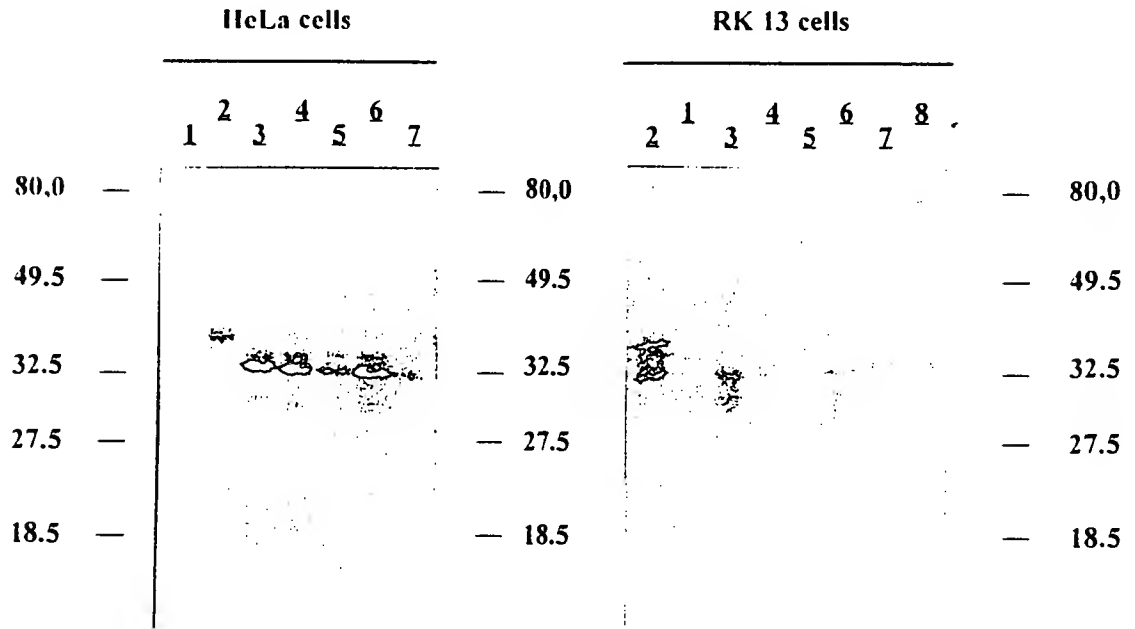 HeLa cells RK 13 cells
2 4 6 1 4 6 8
1 3 5 7 2 3 5 7
80,0 — — 80,0 — 80,0
49.5 — — 49.5 — 49.5
32.5 — — 32.5 — 32.5
27.5 — — 27.5 — 27.5
18.5 — — 18.5 — 18.5